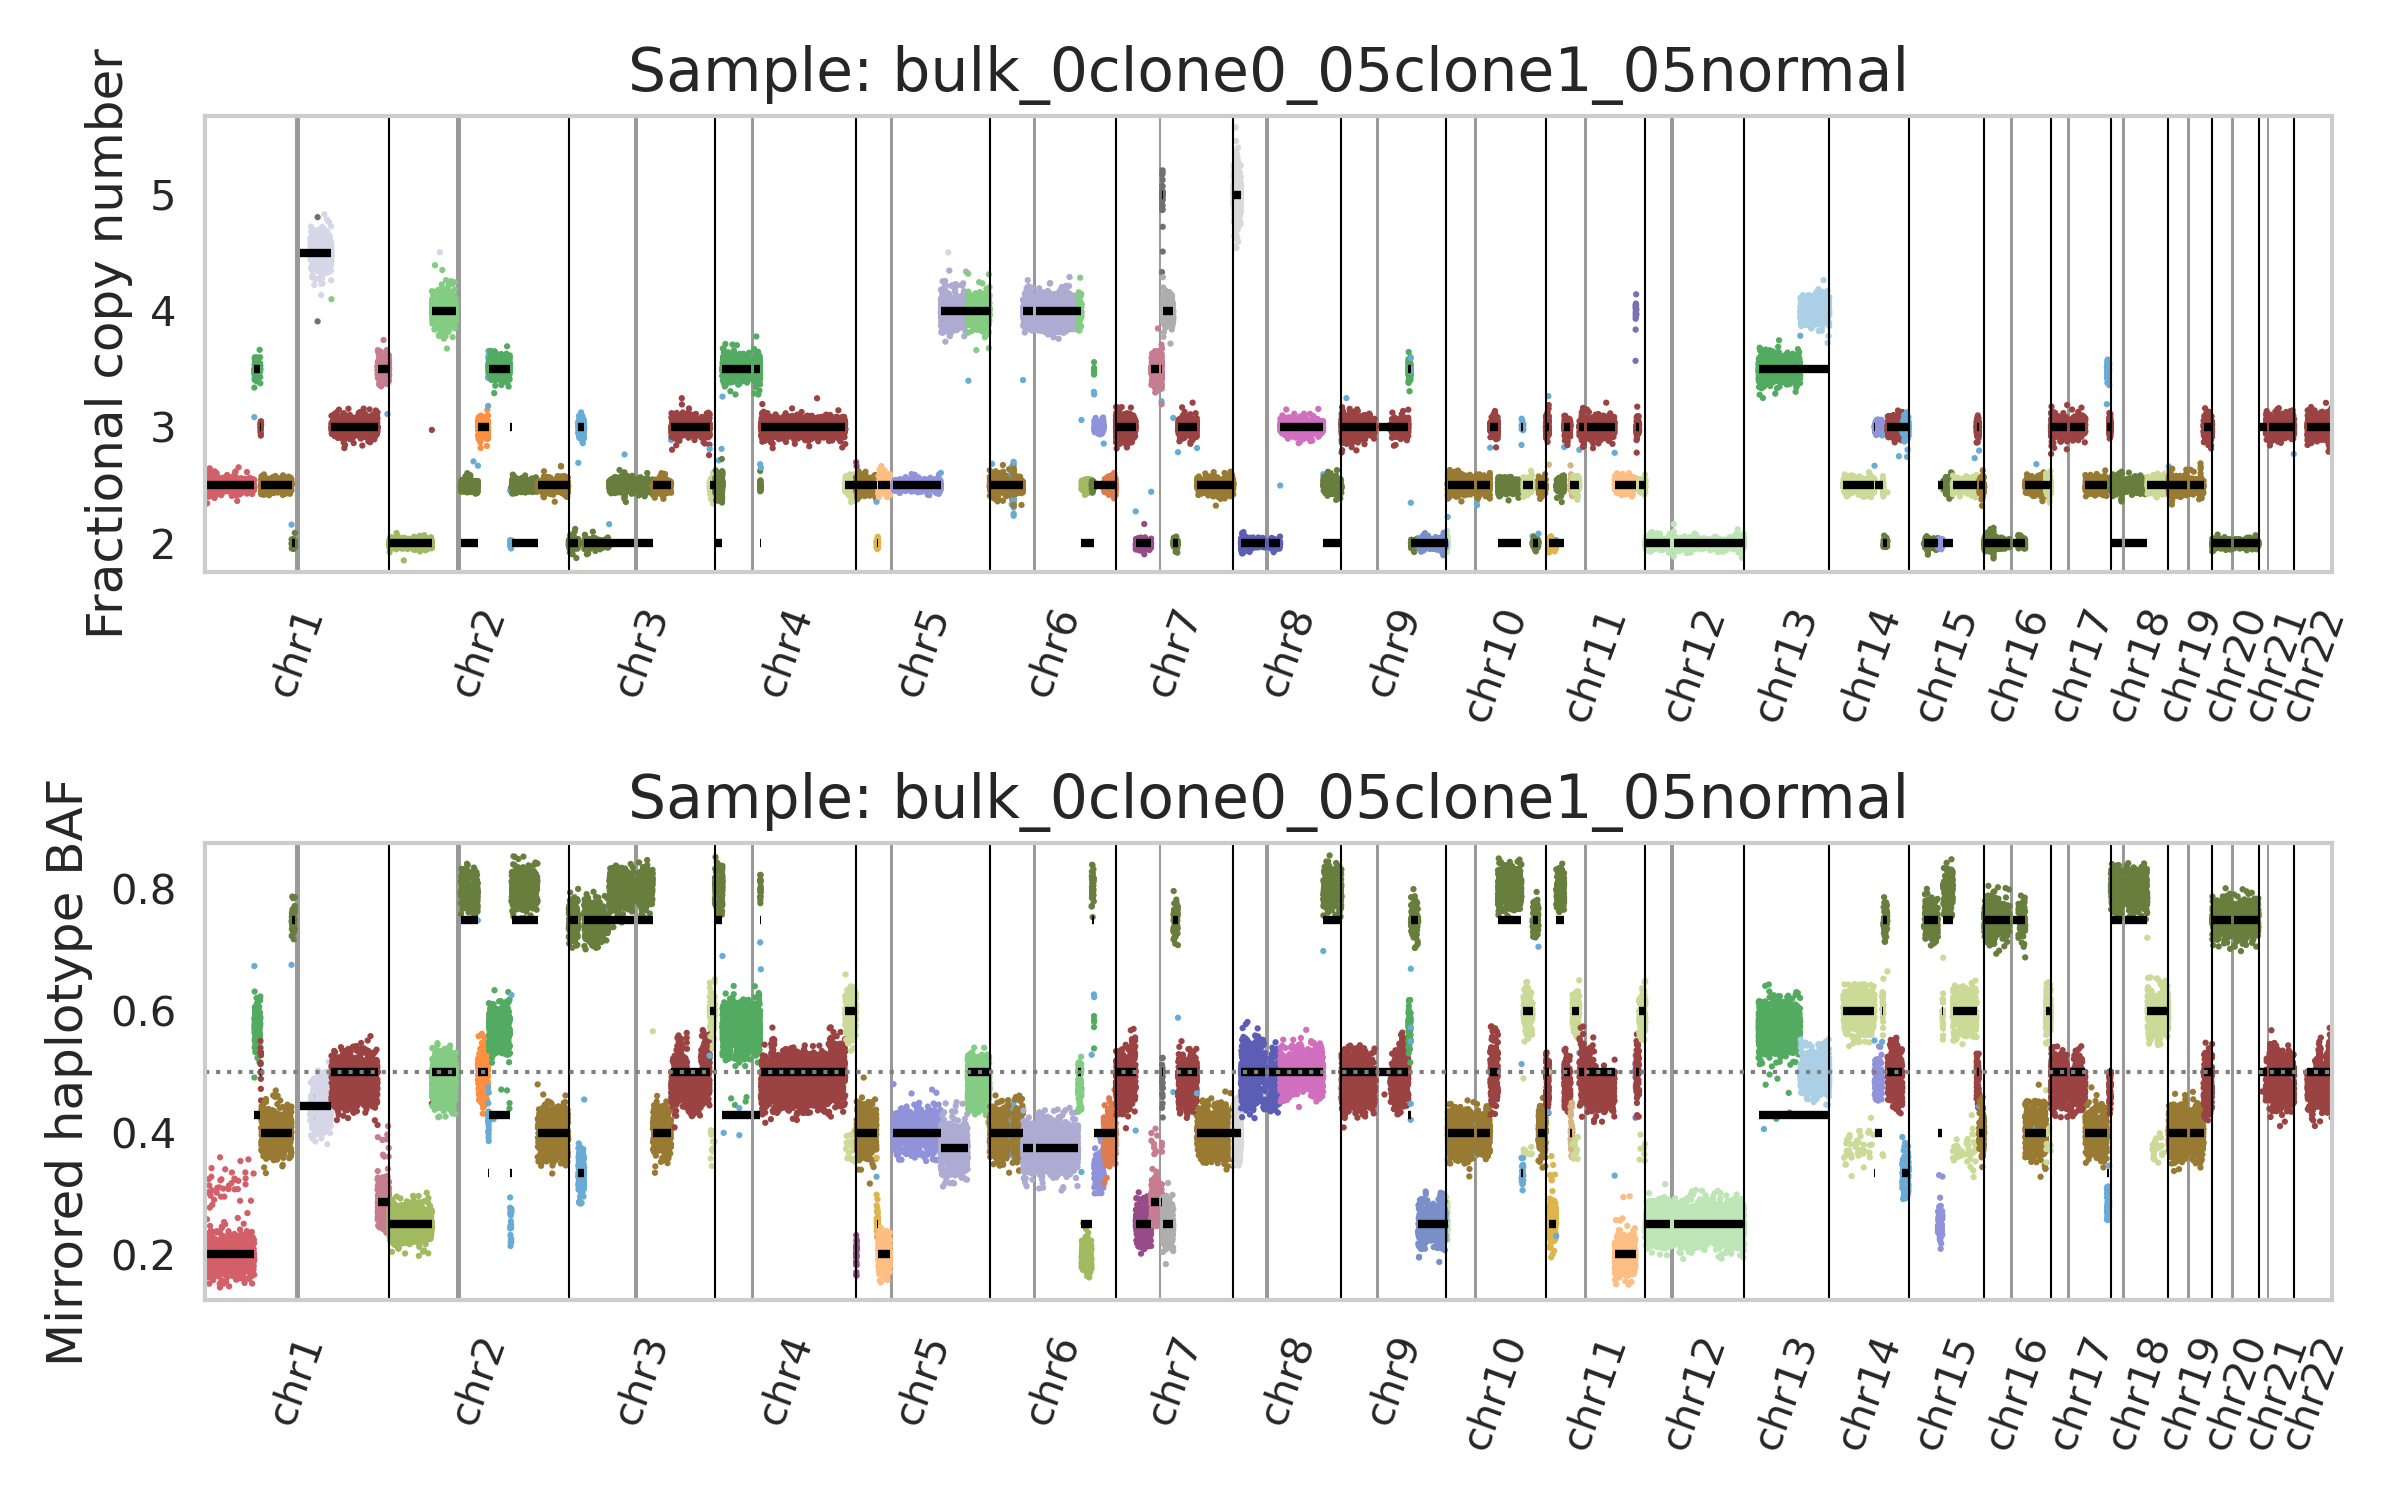 Sample: bulk_0clone0_05clone1_05normal
Fractional copy number
5
4
3
2
chr1
chr2
chr3
chr4
chr5
chr6
chr7
chr8
chr9
chr10
chr11
chr12
chr13
chr14
chr15
chr16
chr17
chr18
chr19
chr20
chr21
chr22
Sample: bulk_0clone0_05clone1_05normal
Mirrored haplotype BAF
0.8
0.6
0.4
0.2
chr1
chr2
chr3
chr4
chr5
chr6
chr7
chr8
chr9
chr10
chr11
chr12
chr13
chr14
chr15
chr16
chr17
chr18
chr19
chr20
chr21
chr22